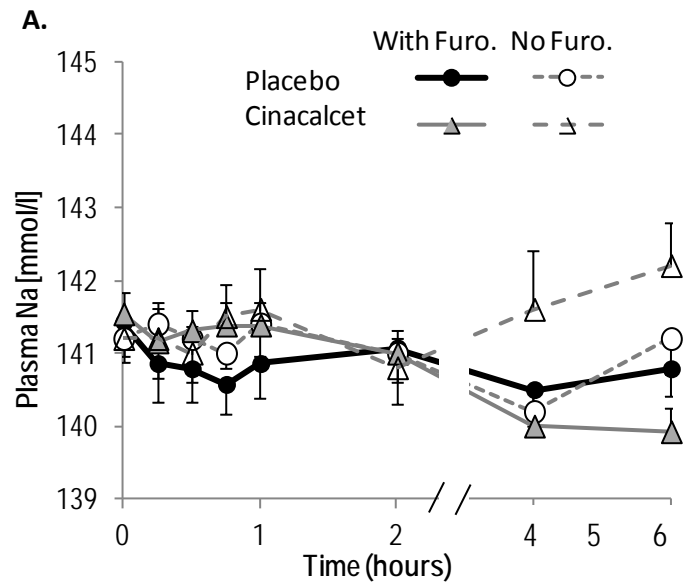 A.
With Furo. No Furo.
Placebo
Cinacalcet
145
144
143
142
141
140
139
Plasma Na [mmol/l]
0 1 2 4 5 6
Time (hours)